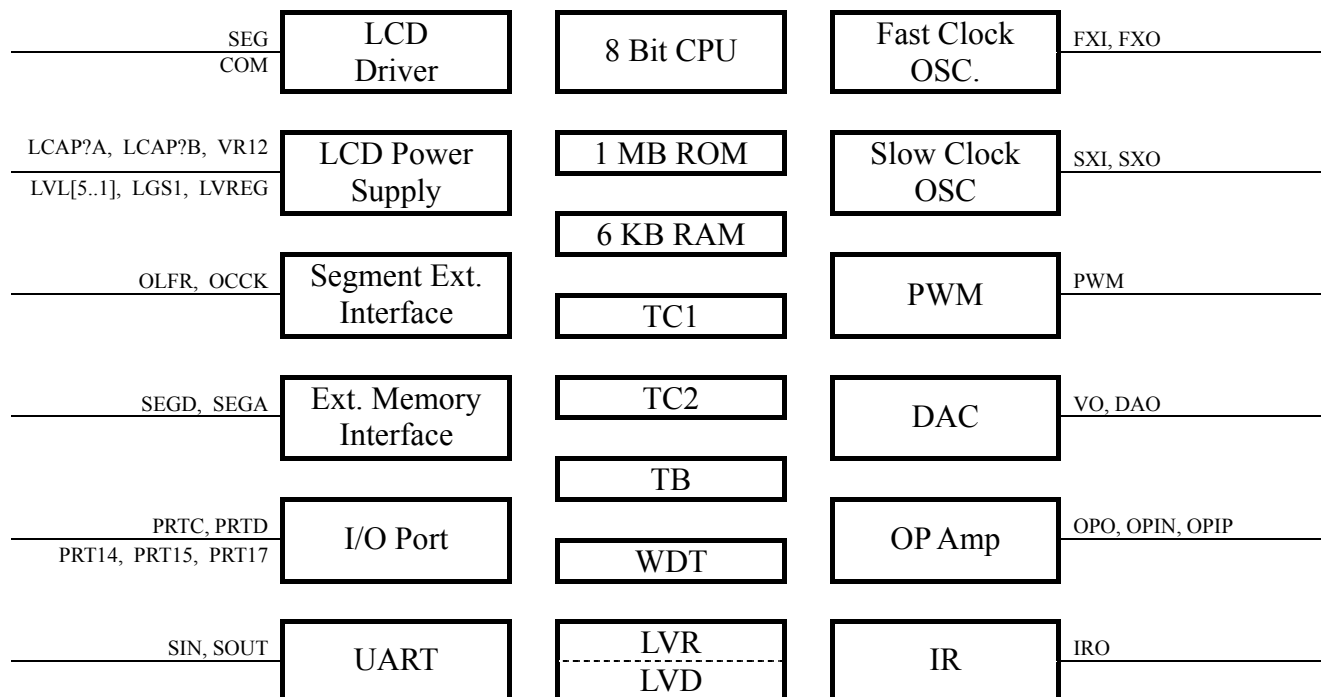 SEG
COM
LCD
Driver
8 Bit CPU
Fast Clock
OSC.
FXI, FXO
LCAP?A, LCAP?B, VR12
LVL[5..1], LGS1, LVREG
LCD Power
Supply
1 MB ROM
Slow Clock
OSC
SXI, SXO
6 KB RAM
OLFR, OCCK
Segment Ext.
Interface
TC1
PWM
PWM
SEGD, SEGA
Ext. Memory
Interface
TC2
DAC
VO, DAO
TB
PRTC, PRTD
PRT14, PRT15, PRT17
I/O Port
WDT
OP Amp
OPO, OPIN, OPIP
SIN, SOUT
UART
LVR
LVD
IR
IRO